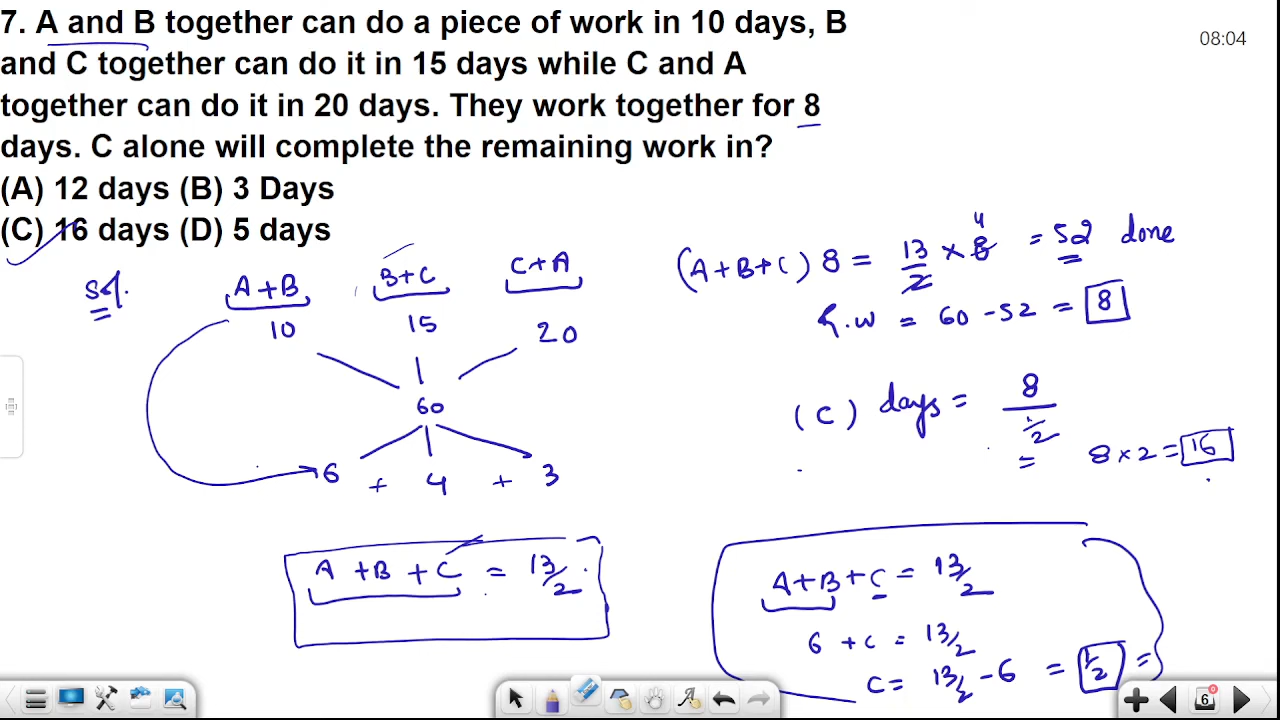 7. A and B together can do a piece of work in 10 days, B
and C together can do it in 15 days while C and A
together can do it in 20 days. They work together for 8
days. C alone will complete the remaining work in?
(A) 12 days (B) 3 Days
(C) 16 days (D) 5 days
08:04
Sol.
A+B B+C C+A
10 15 20
60
6 + 4 + 3
A+B+C = 13/2
(A+B+C) 8 = 13/2 × 8 4 = 52 done
R.W = 60 - 52 = 8
(C) days = 8 / 1/2
= 8 × 2 = 16
A+B+C = 13/2
6 + C = 13/2
C = 13/2 - 6 = 1/2 =
6